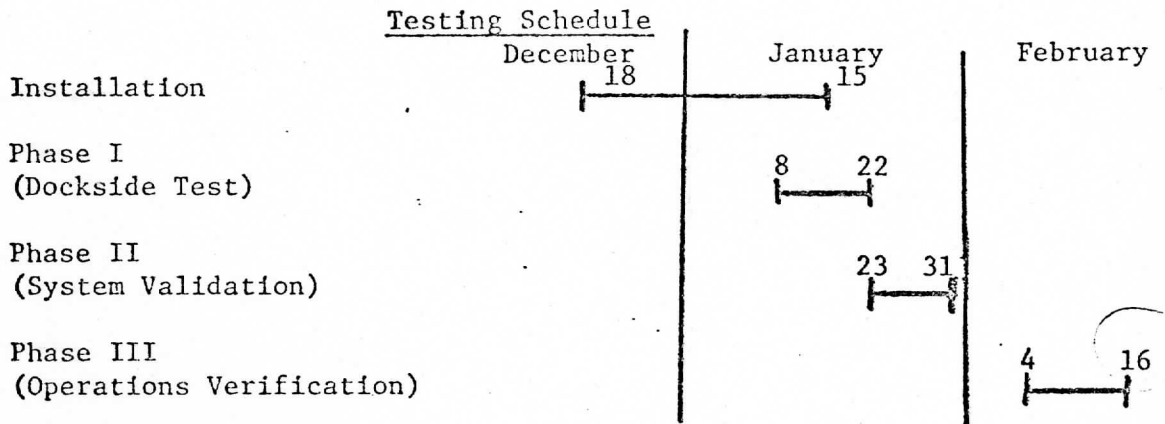 Testing Schedule
December January February
Installation 18 15
Phase I
(Dockside Test) 8 22
Phase II
(System Validation) 23 31
Phase III
(Operations Verification) 4 16